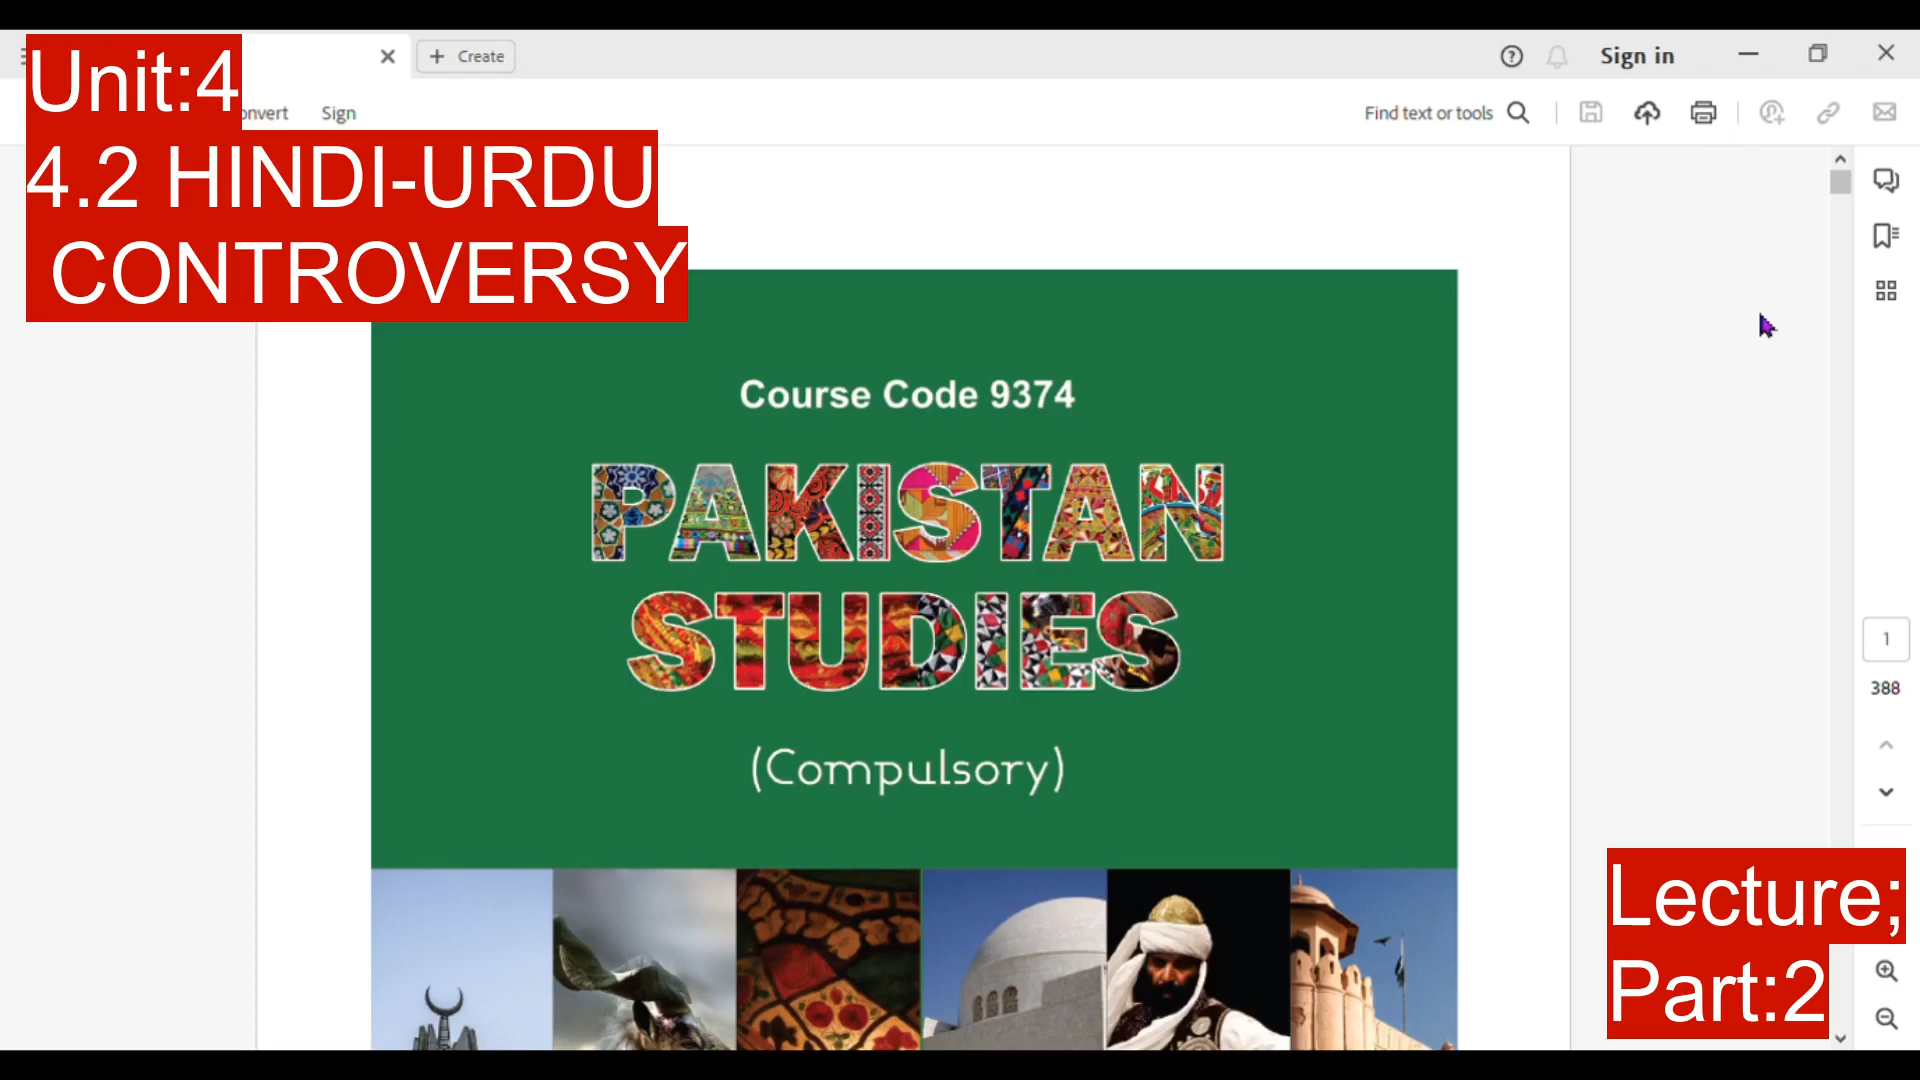 Unit:4
4.2 HINDI-URDU
CONTROVERSY
+ Create
Sign in
onvert
Sign
Find text or tools
Course Code 9374
PAKISTAN
STUDIES
(Compulsory)
1
388
Lecture;
Part:2